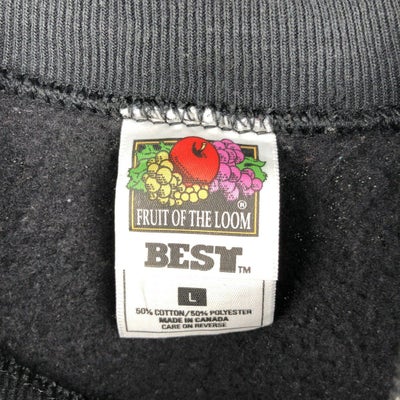 ®
FRUIT OF THE LOOM
BEST™
L
50% COTTON/50% POLYESTER
MADE IN CANADA
CARE ON REVERSE